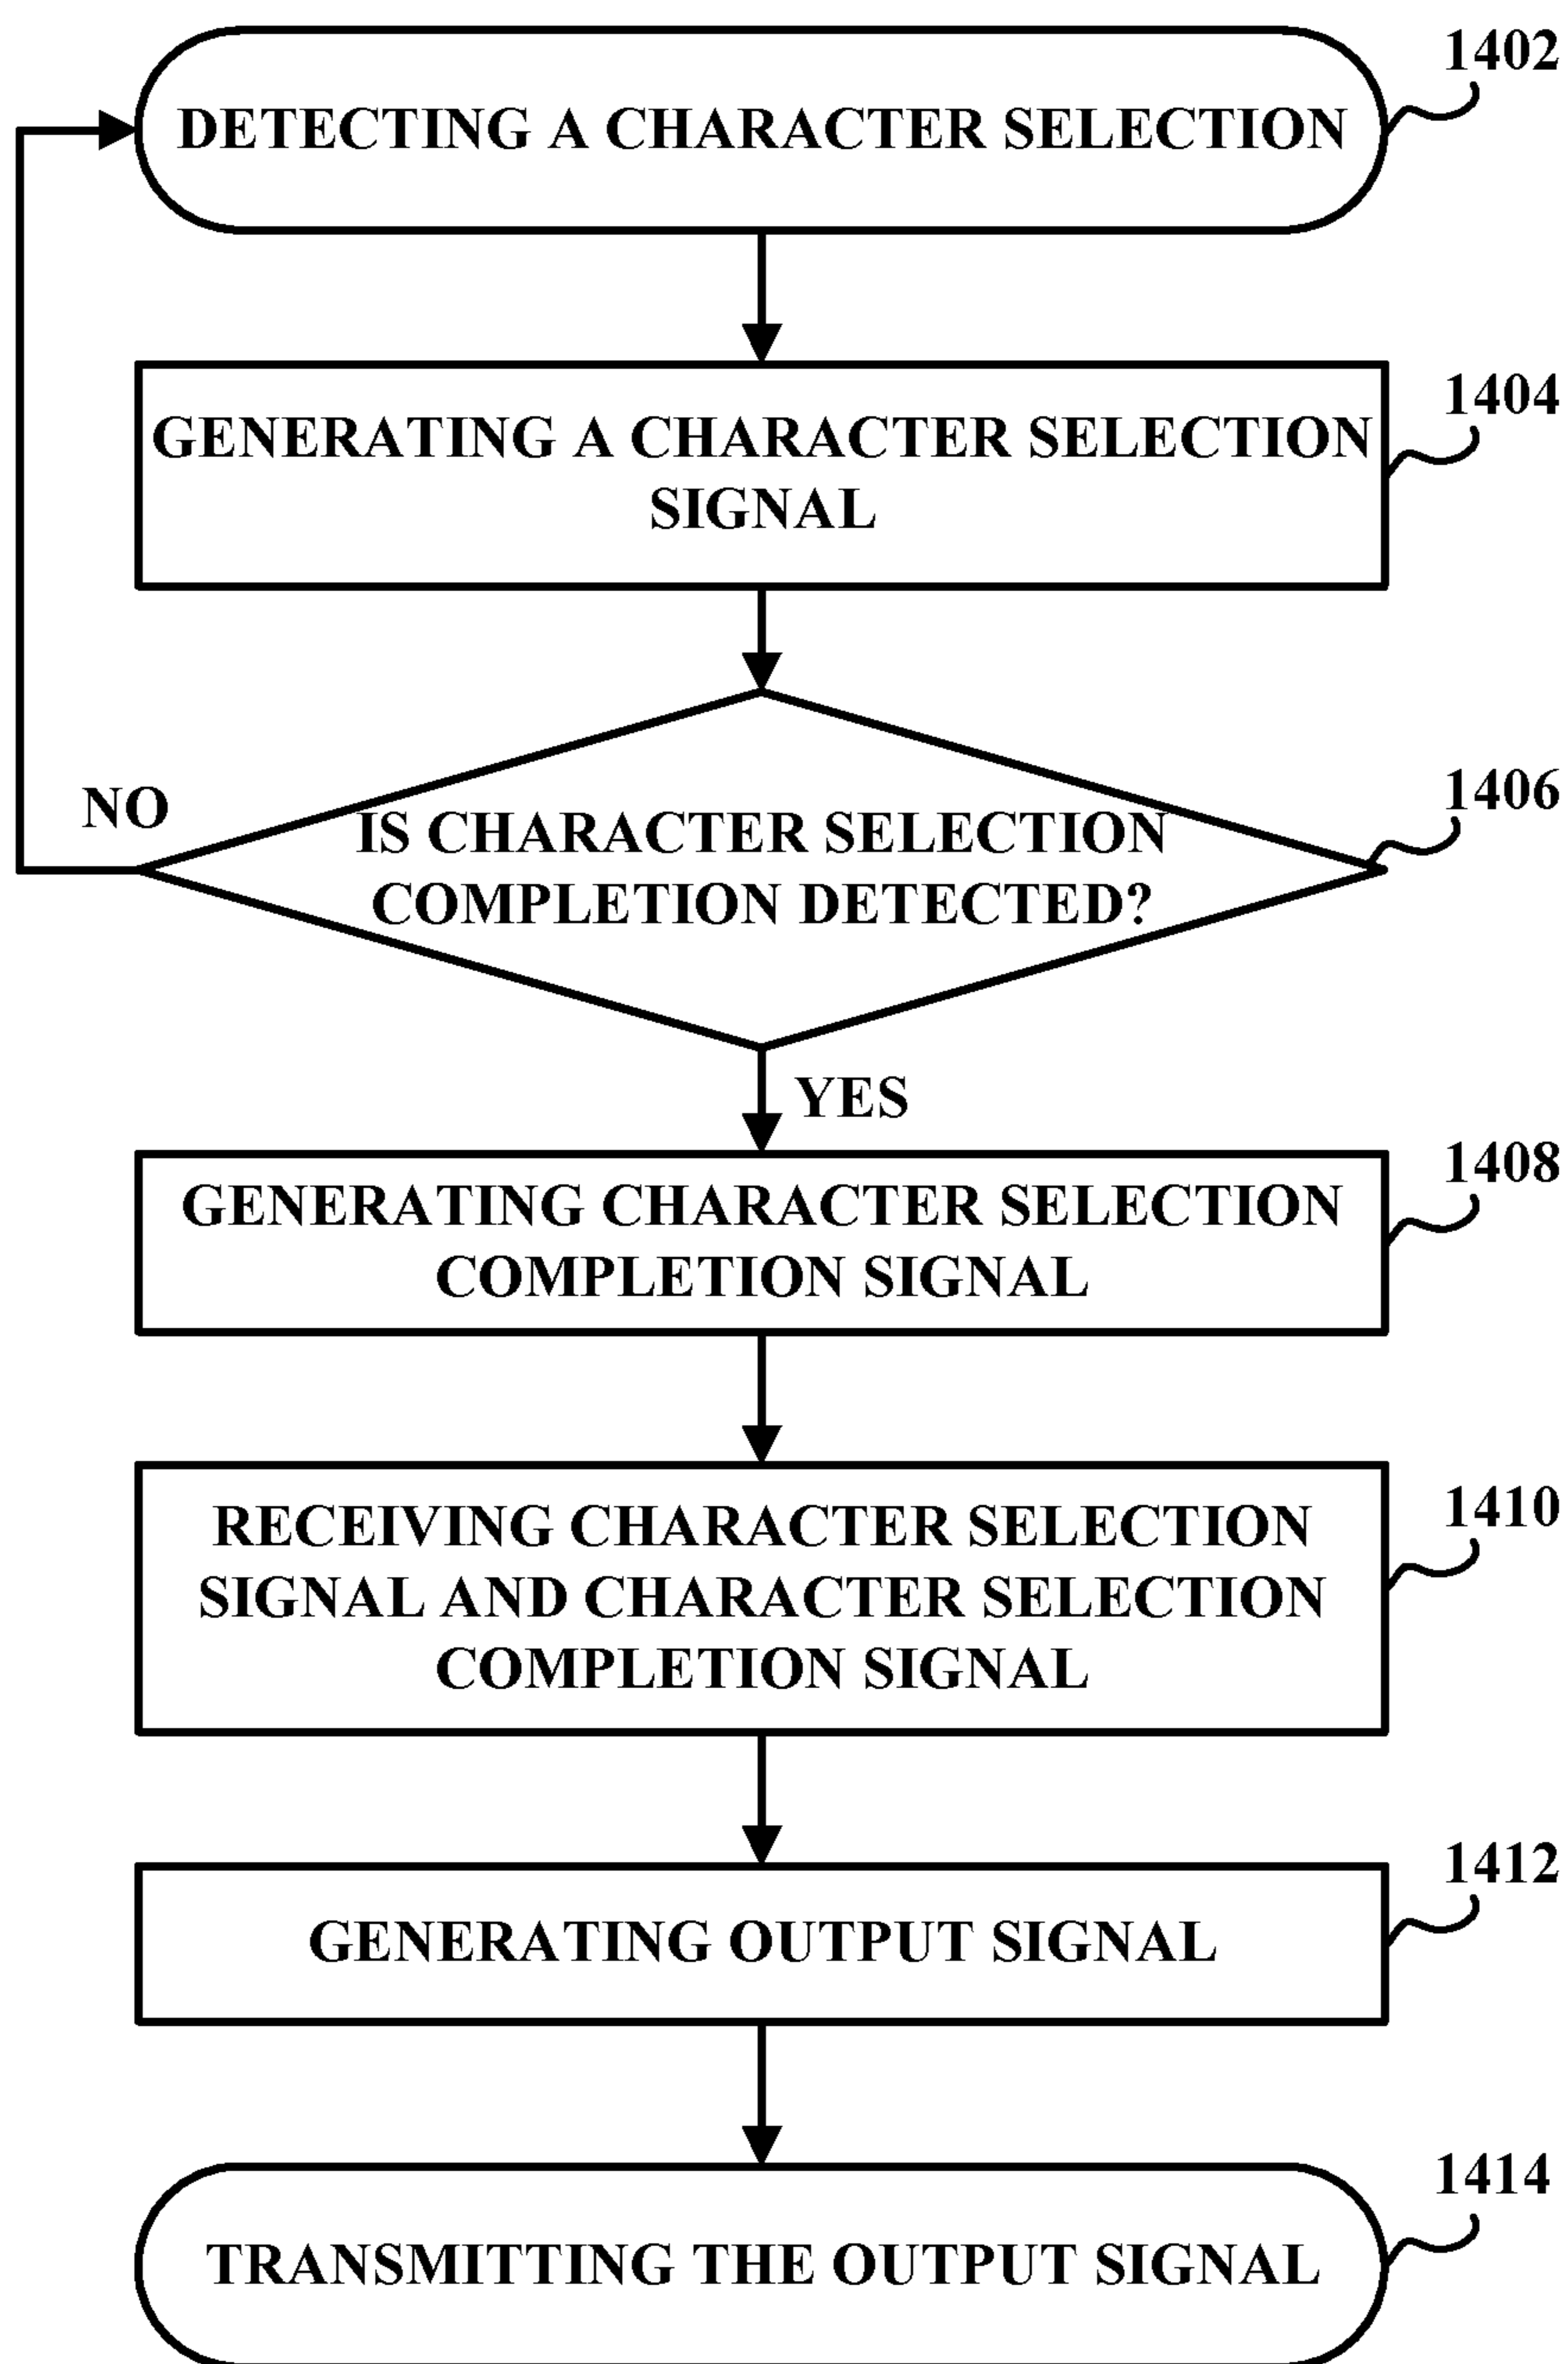 1402
DETECTING A CHARACTER SELECTION
1404
GENERATING A CHARACTER SELECTION
SIGNAL
1406
NO
IS CHARACTER SELECTION
COMPLETION DETECTED?
YES
1408
GENERATING CHARACTER SELECTION
COMPLETION SIGNAL
1410
RECEIVING CHARACTER SELECTION
SIGNAL AND CHARACTER SELECTION
COMPLETION SIGNAL
1412
GENERATING OUTPUT SIGNAL
1414
TRANSMITTING THE OUTPUT SIGNAL